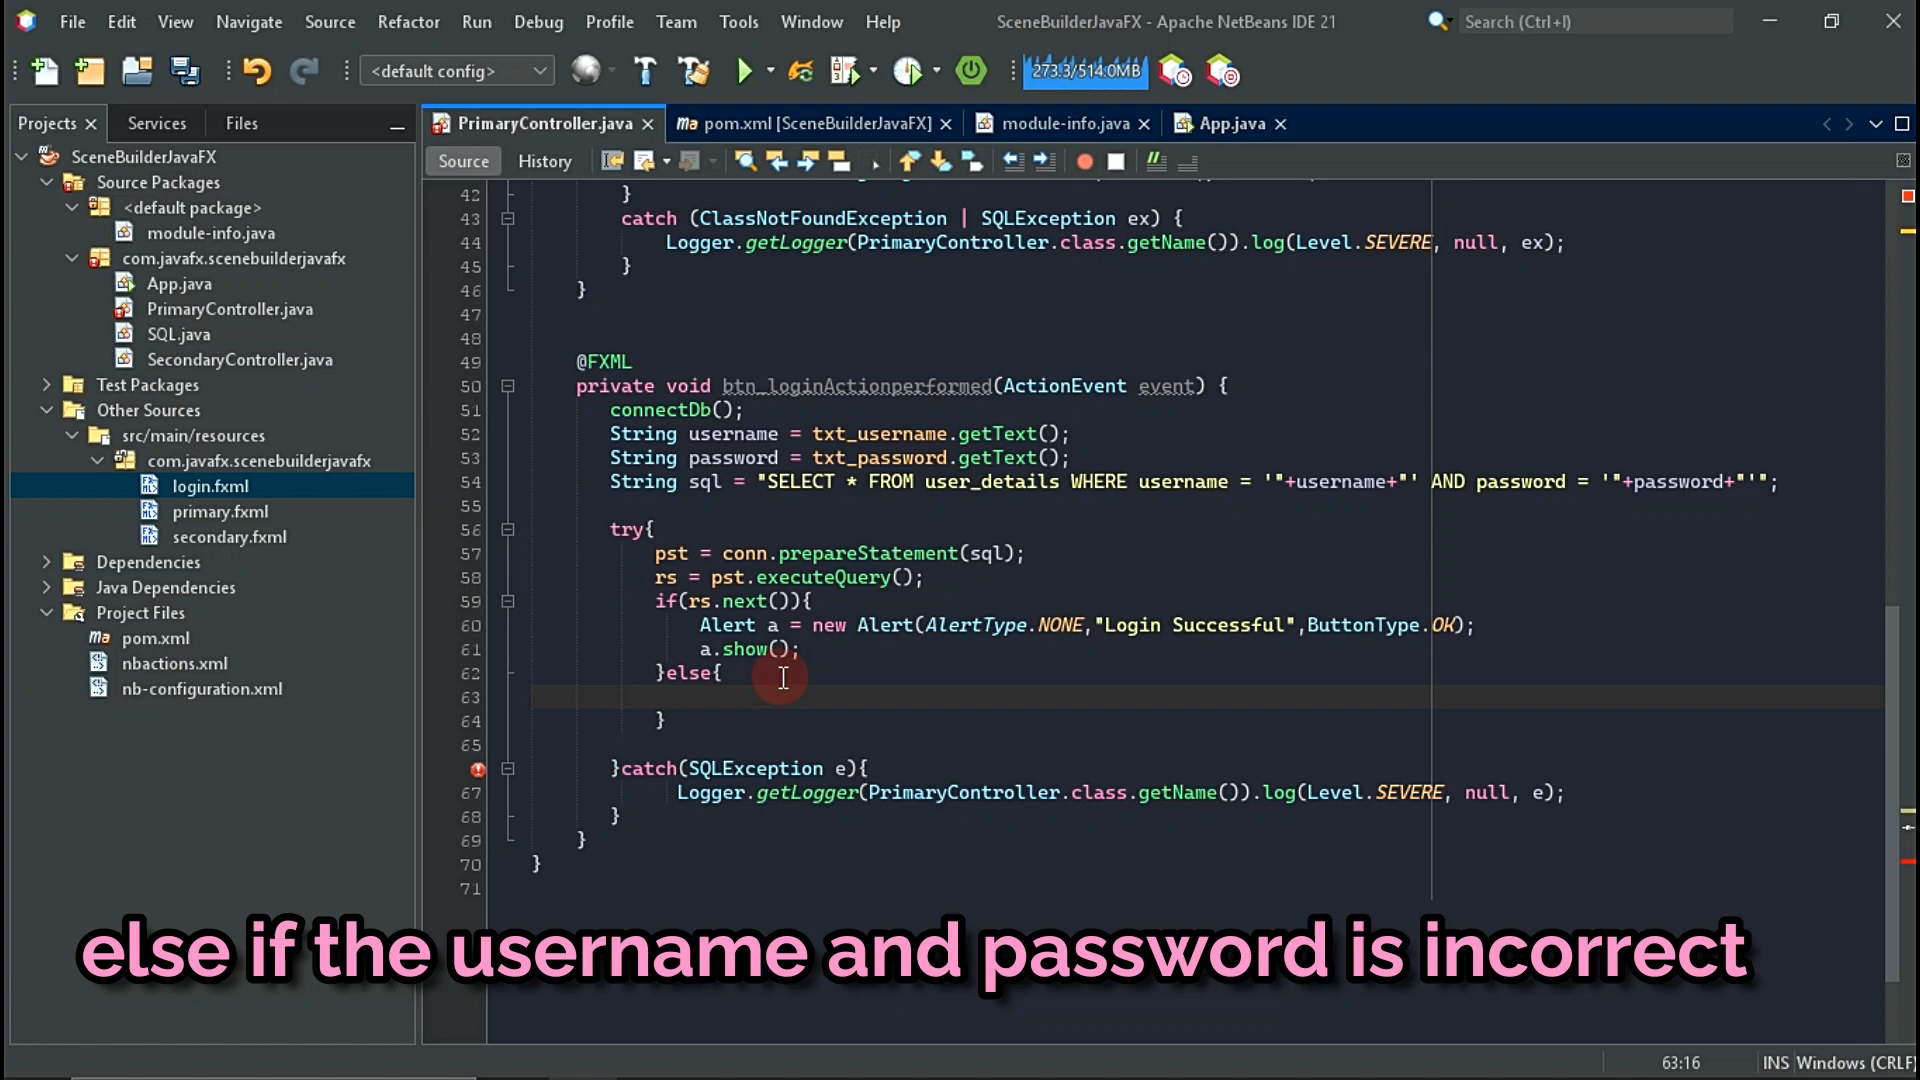 File Edit View Navigate Source Refactor Run Debug Profile Team Tools Window Help
SceneBuilderJavaFX - Apache NetBeans IDE 21
Search (Ctrl+I)
<default config>
273.3/514.0MB
Projects
Services
Files
PrimaryController.java
pom.xml [SceneBuilderJavaFX]
module-info.java
App.java
Source
History
SceneBuilderJavaFX
Source Packages
<default package>
module-info.java
com.javafx.scenebuilderjavafx
App.java
PrimaryController.java
SQL.java
SecondaryController.java
Test Packages
Other Sources
src/main/resources
com.javafx.scenebuilderjavafx
login.fxml
primary.fxml
secondary.fxml
Dependencies
Java Dependencies
Project Files
pom.xml
nbactions.xml
nb-configuration.xml
42 }
43 catch (ClassNotFoundException | SQLException ex) {
44 Logger.getLogger(PrimaryController.class.getName()).log(Level.SEVERE, null, ex);
45 }
46 }
47
48
49 @FXML
50 private void btn_loginActionperformed(ActionEvent event) {
51 connectDb();
52 String username = txt_username.getText();
53 String password = txt_password.getText();
54 String sql = "SELECT * FROM user_details WHERE username = '"+username+"' AND password = '"+password+"'";
55
56 try{
57 pst = conn.prepareStatement(sql);
58 rs = pst.executeQuery();
59 if(rs.next()){
60 Alert a = new Alert(AlertType.NONE,"Login Successful",ButtonType.OK);
61 a.show();
62 }else{
63
64 }
65
}catch(SQLException e){
67 Logger.getLogger(PrimaryController.class.getName()).log(Level.SEVERE, null, e);
68 }
69 }
70 }
71
else if the username and password is incorrect
63:16
INS
Windows (CRLF)